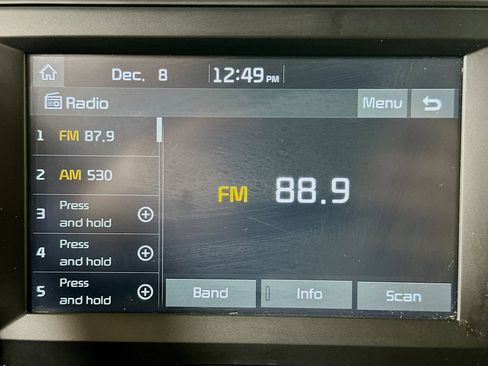 Dec. 8 12:49 PM
Radio Menu
1 FM 87.9
2 AM 530
FM 88.9
3 Press and hold
4 Press and hold
5 Press and hold
Band Info Scan